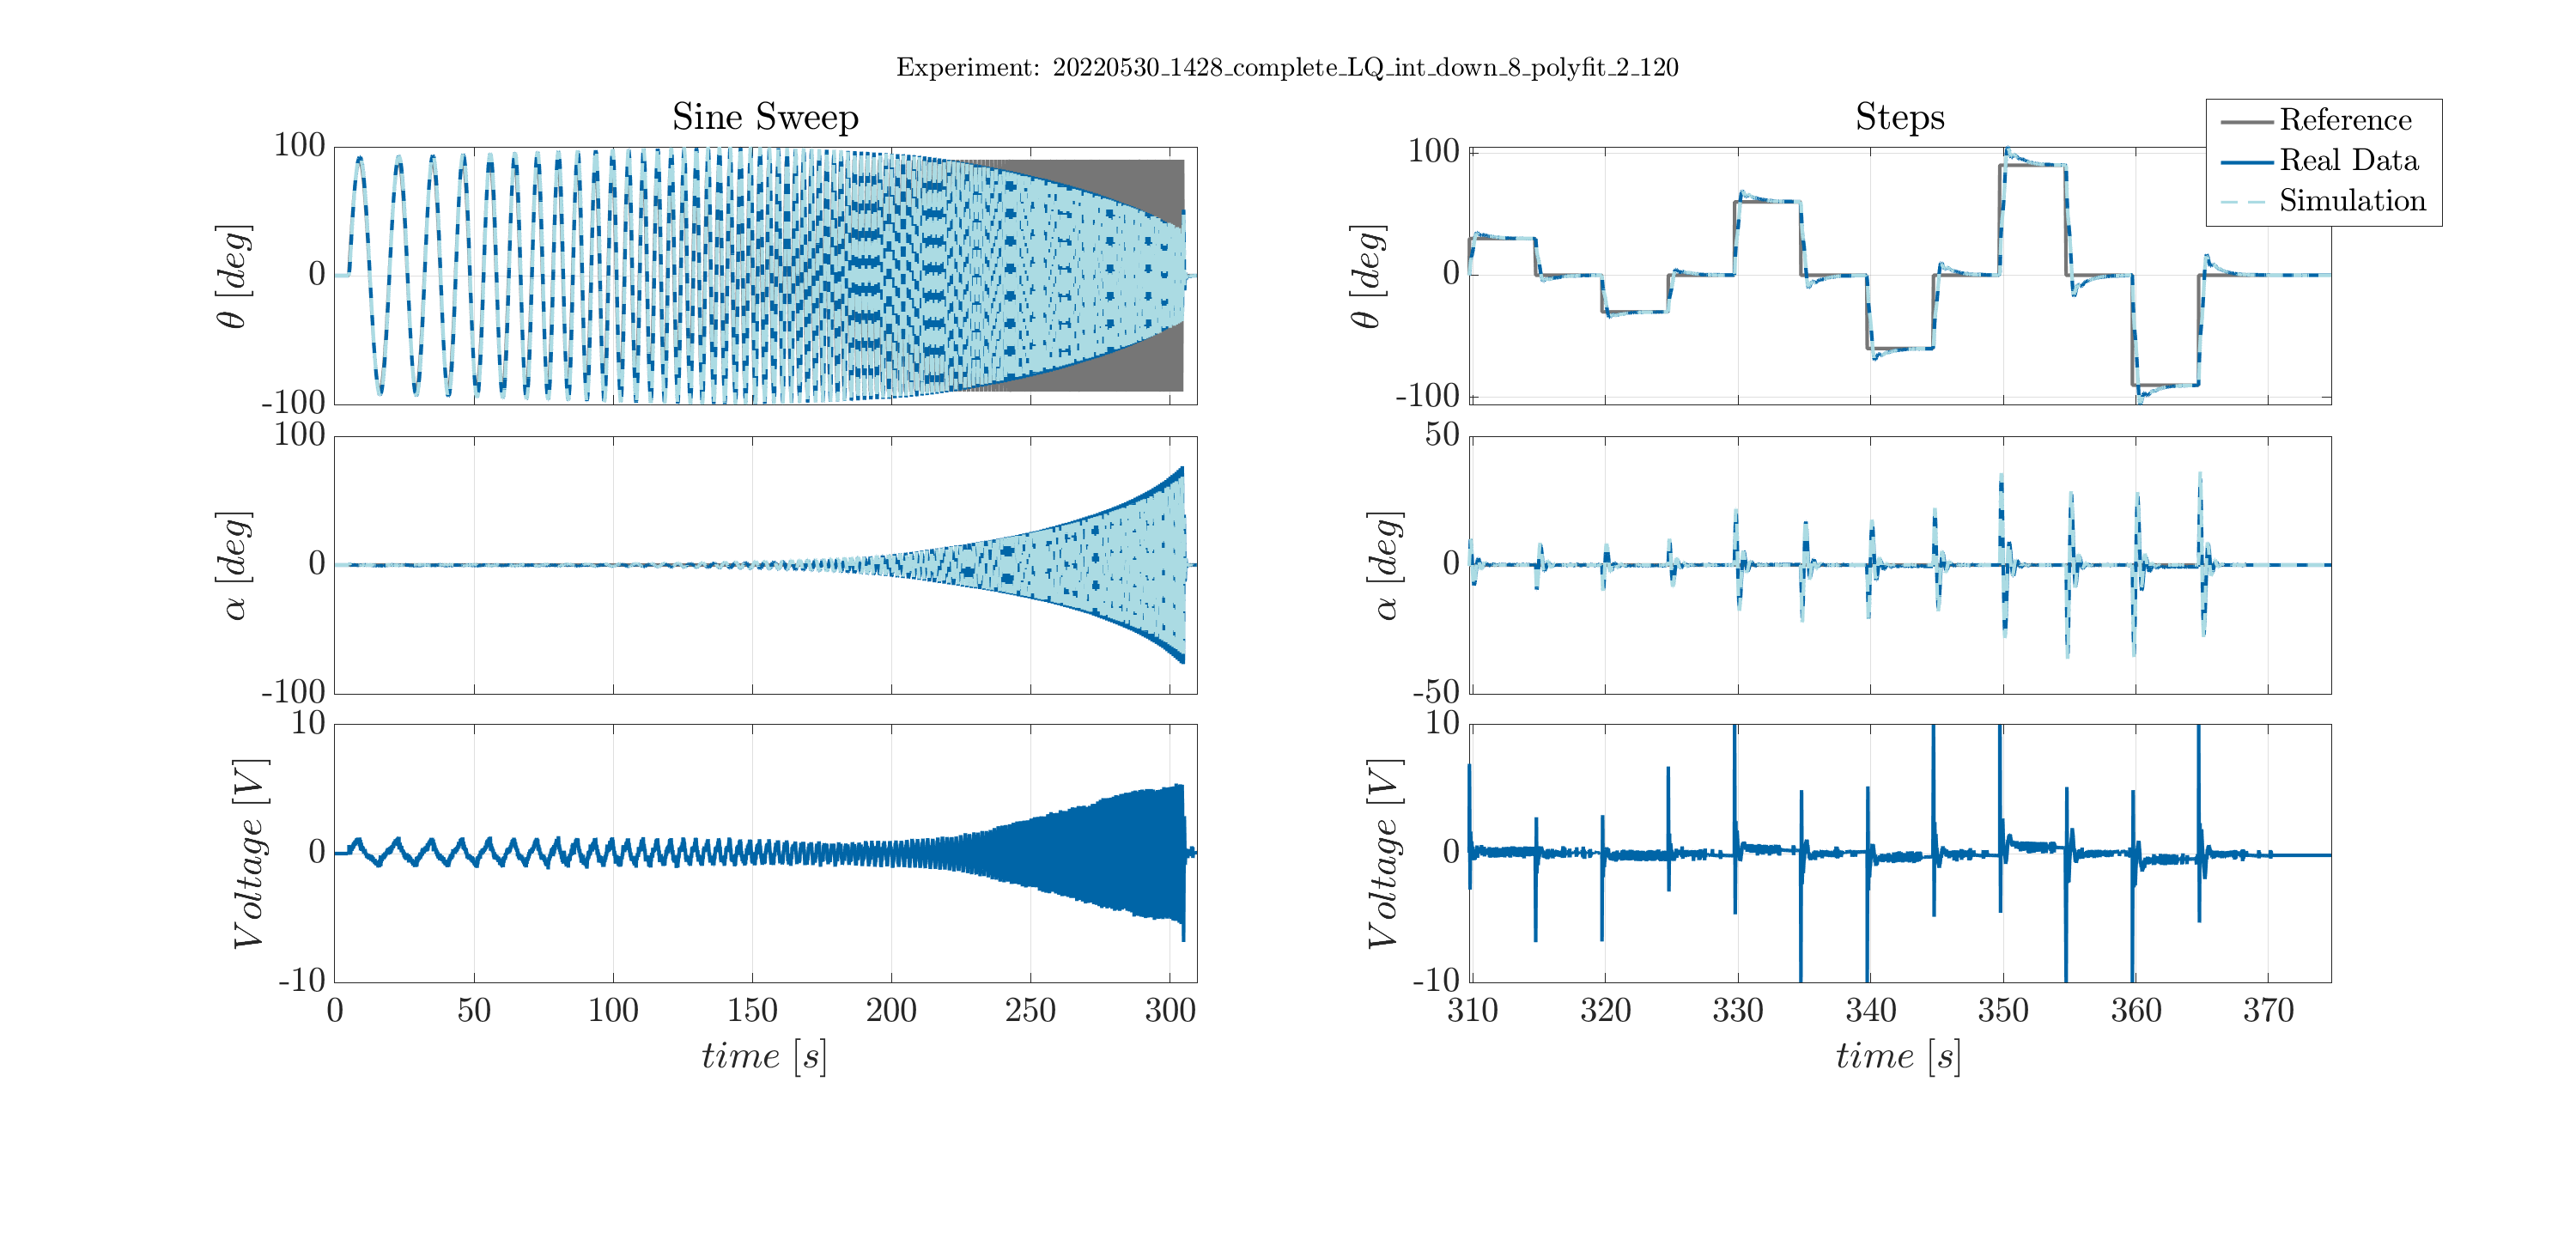 Experiment: 20220530_1428_complete_LQ_int_down_8_polyfit_2_120
Sine Sweep
100
0
-100
θ [deg]
100
0
-100
α [deg]
10
0
-10
Voltage [V]
0 50 100 150 200 250 300
time [s]
Steps
Reference
Real Data
Simulation
100
0
-100
θ [deg]
50
0
-50
α [deg]
10
0
-10
Voltage [V]
310 320 330 340 350 360 370
time [s]